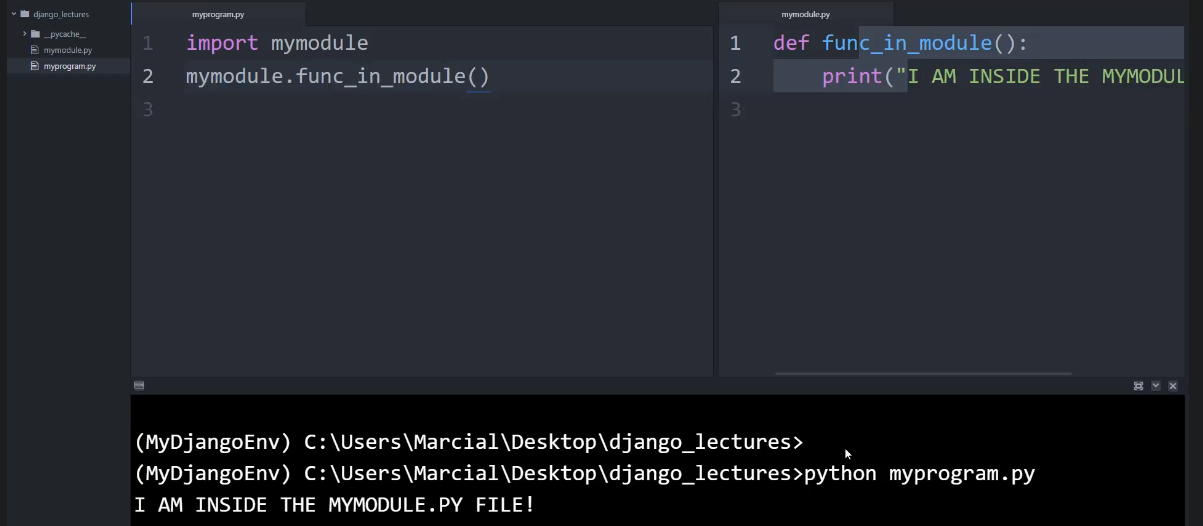 django_lectures
__pycache__
mymodule.py
myprogram.py
myprogram.py
1 import mymodule
2 mymodule.func_in_module()
3
mymodule.py
1 def func_in_module():
2 print("I AM INSIDE THE MYMODUL
3
(MyDjangoEnv) C:\Users\Marcial\Desktop\django_lectures>
(MyDjangoEnv) C:\Users\Marcial\Desktop\django_lectures>python myprogram.py
I AM INSIDE THE MYMODULE.PY FILE!